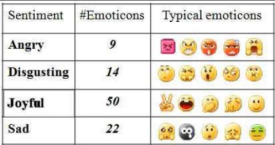 Sentiment #Emoticons Typical emoticons
Angry 9
Disgusting 14
Joyful 50
Sad 22